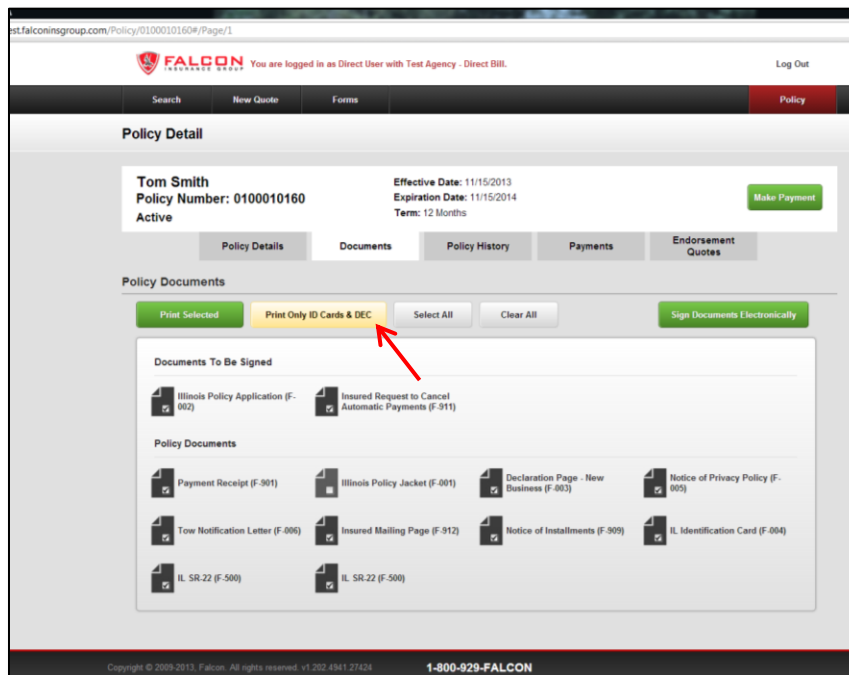 est.falconinsgroup.com/Policy/0100010160#/Page/1
FALCON
INSURANCE GROUP
You are logged in as Direct User with Test Agency - Direct Bill.
Log Out
Search New Quote Forms Policy
Policy Detail
Tom Smith
Policy Number: 0100010160
Active
Effective Date: 11/15/2013
Expiration Date: 11/15/2014
Term: 12 Months
Make Payment
Policy Details Documents Policy History Payments Endorsement
Quotes
Policy Documents
Print Selected Print Only ID Cards & DEC Select All Clear All Sign Documents Electronically
Documents To Be Signed
Illinois Policy Application (F-
002)
Insured Request to Cancel
Automatic Payments (F-911)
Policy Documents
Payment Receipt (F-901)
Illinois Policy Jacket (F-001)
Declaration Page - New
Business (F-003)
Notice of Privacy Policy (F-
005)
Tow Notification Letter (F-006)
Insured Mailing Page (F-912)
Notice of Installments (F-909)
IL Identification Card (F-004)
IL SR-22 (F-500)
IL SR-22 (F-500)
Copyright © 2009-2013, Falcon. All rights reserved. v1.202.4941.27424
1-800-929-FALCON